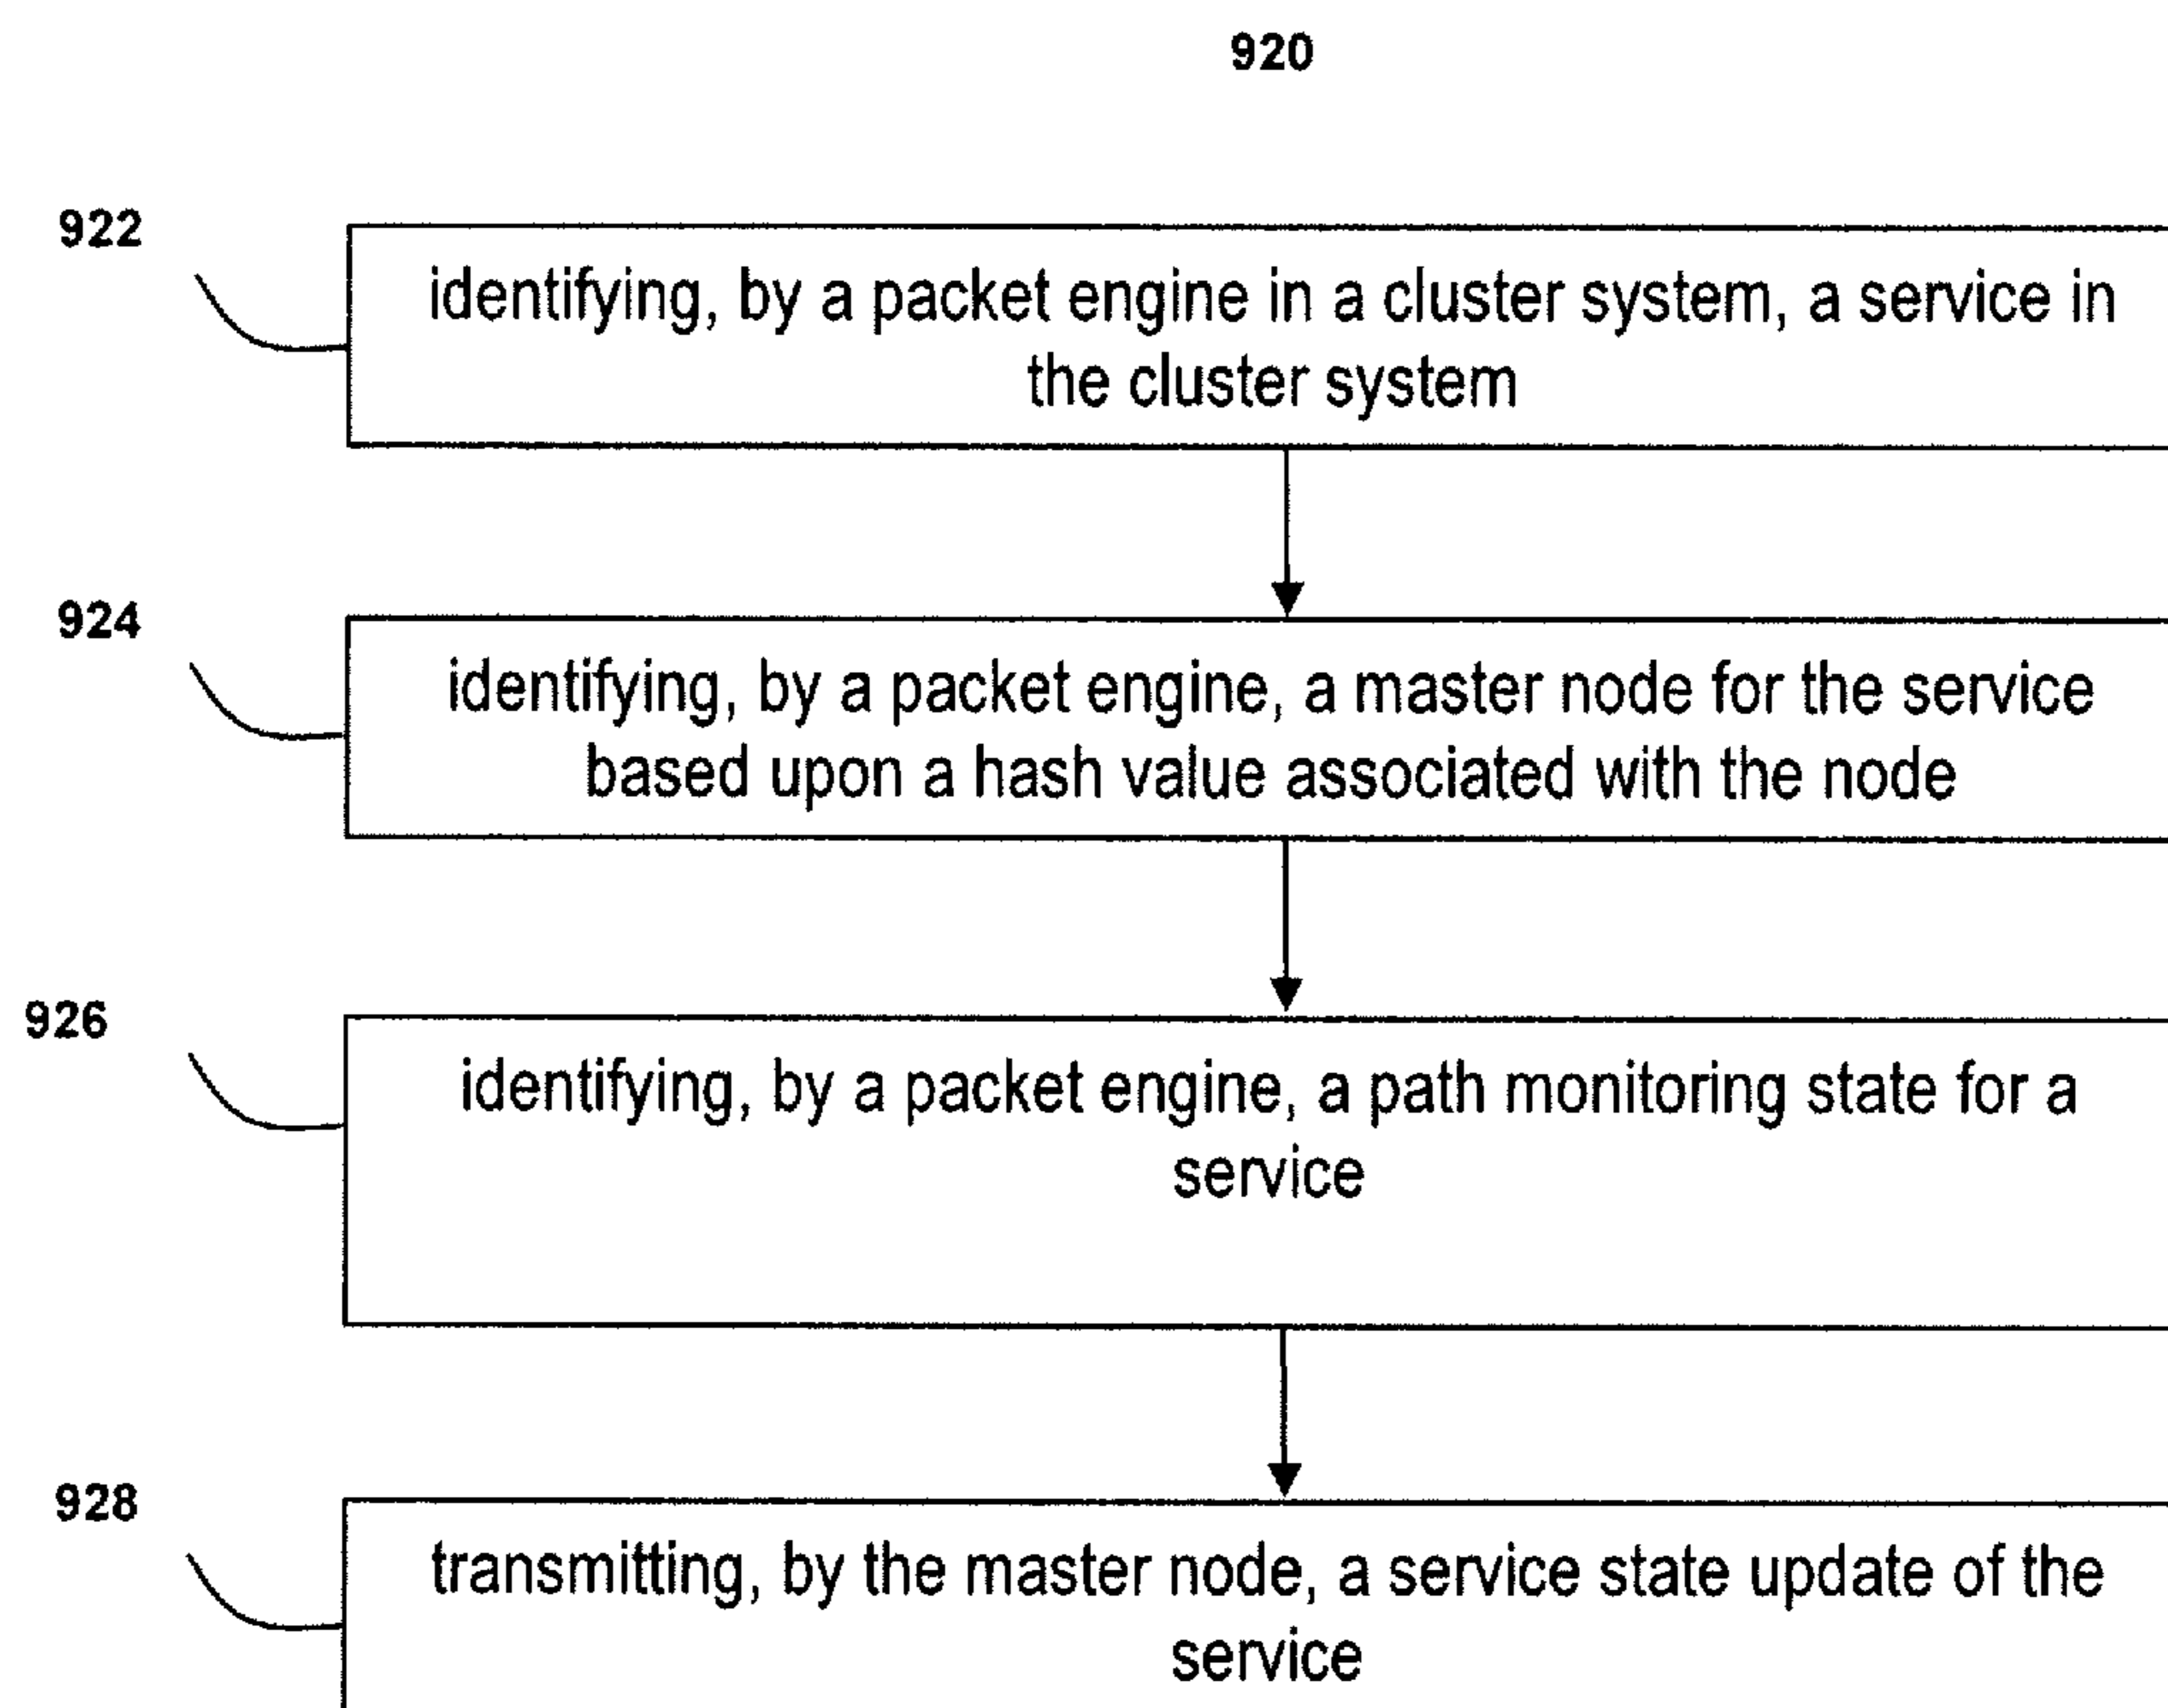 920
922
identifying, by a packet engine in a cluster system, a service in
the cluster system
924
identifying, by a packet engine, a master node for the service
based upon a hash value associated with the node
926
identifying, by a packet engine, a path monitoring state for a
service
928
transmitting, by the master node, a service state update of the
service